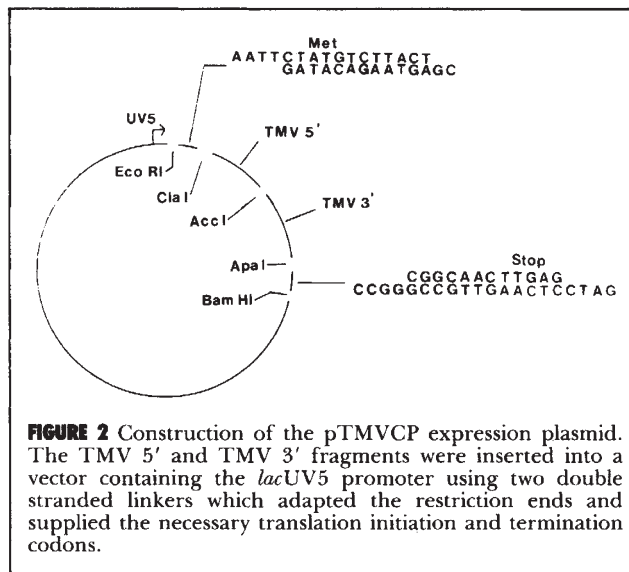 Met
AATTCTATGTCTTACT
GATACAGAATGAGC
UV5
TMV 5'
Eco RI
Cla I
TMV 3'
Acc I
Apa I
Stop
CGGCAACTTGAG
CCGGGCCGTTGAACTCCTAG
Bam HI
FIGURE 2 Construction of the pTMVCP expression plasmid.
The TMV 5′ and TMV 3′ fragments were inserted into a
vector containing the lacUV5 promoter using two double
stranded linkers which adapted the restriction ends and
supplied the necessary translation initiation and termination
codons.